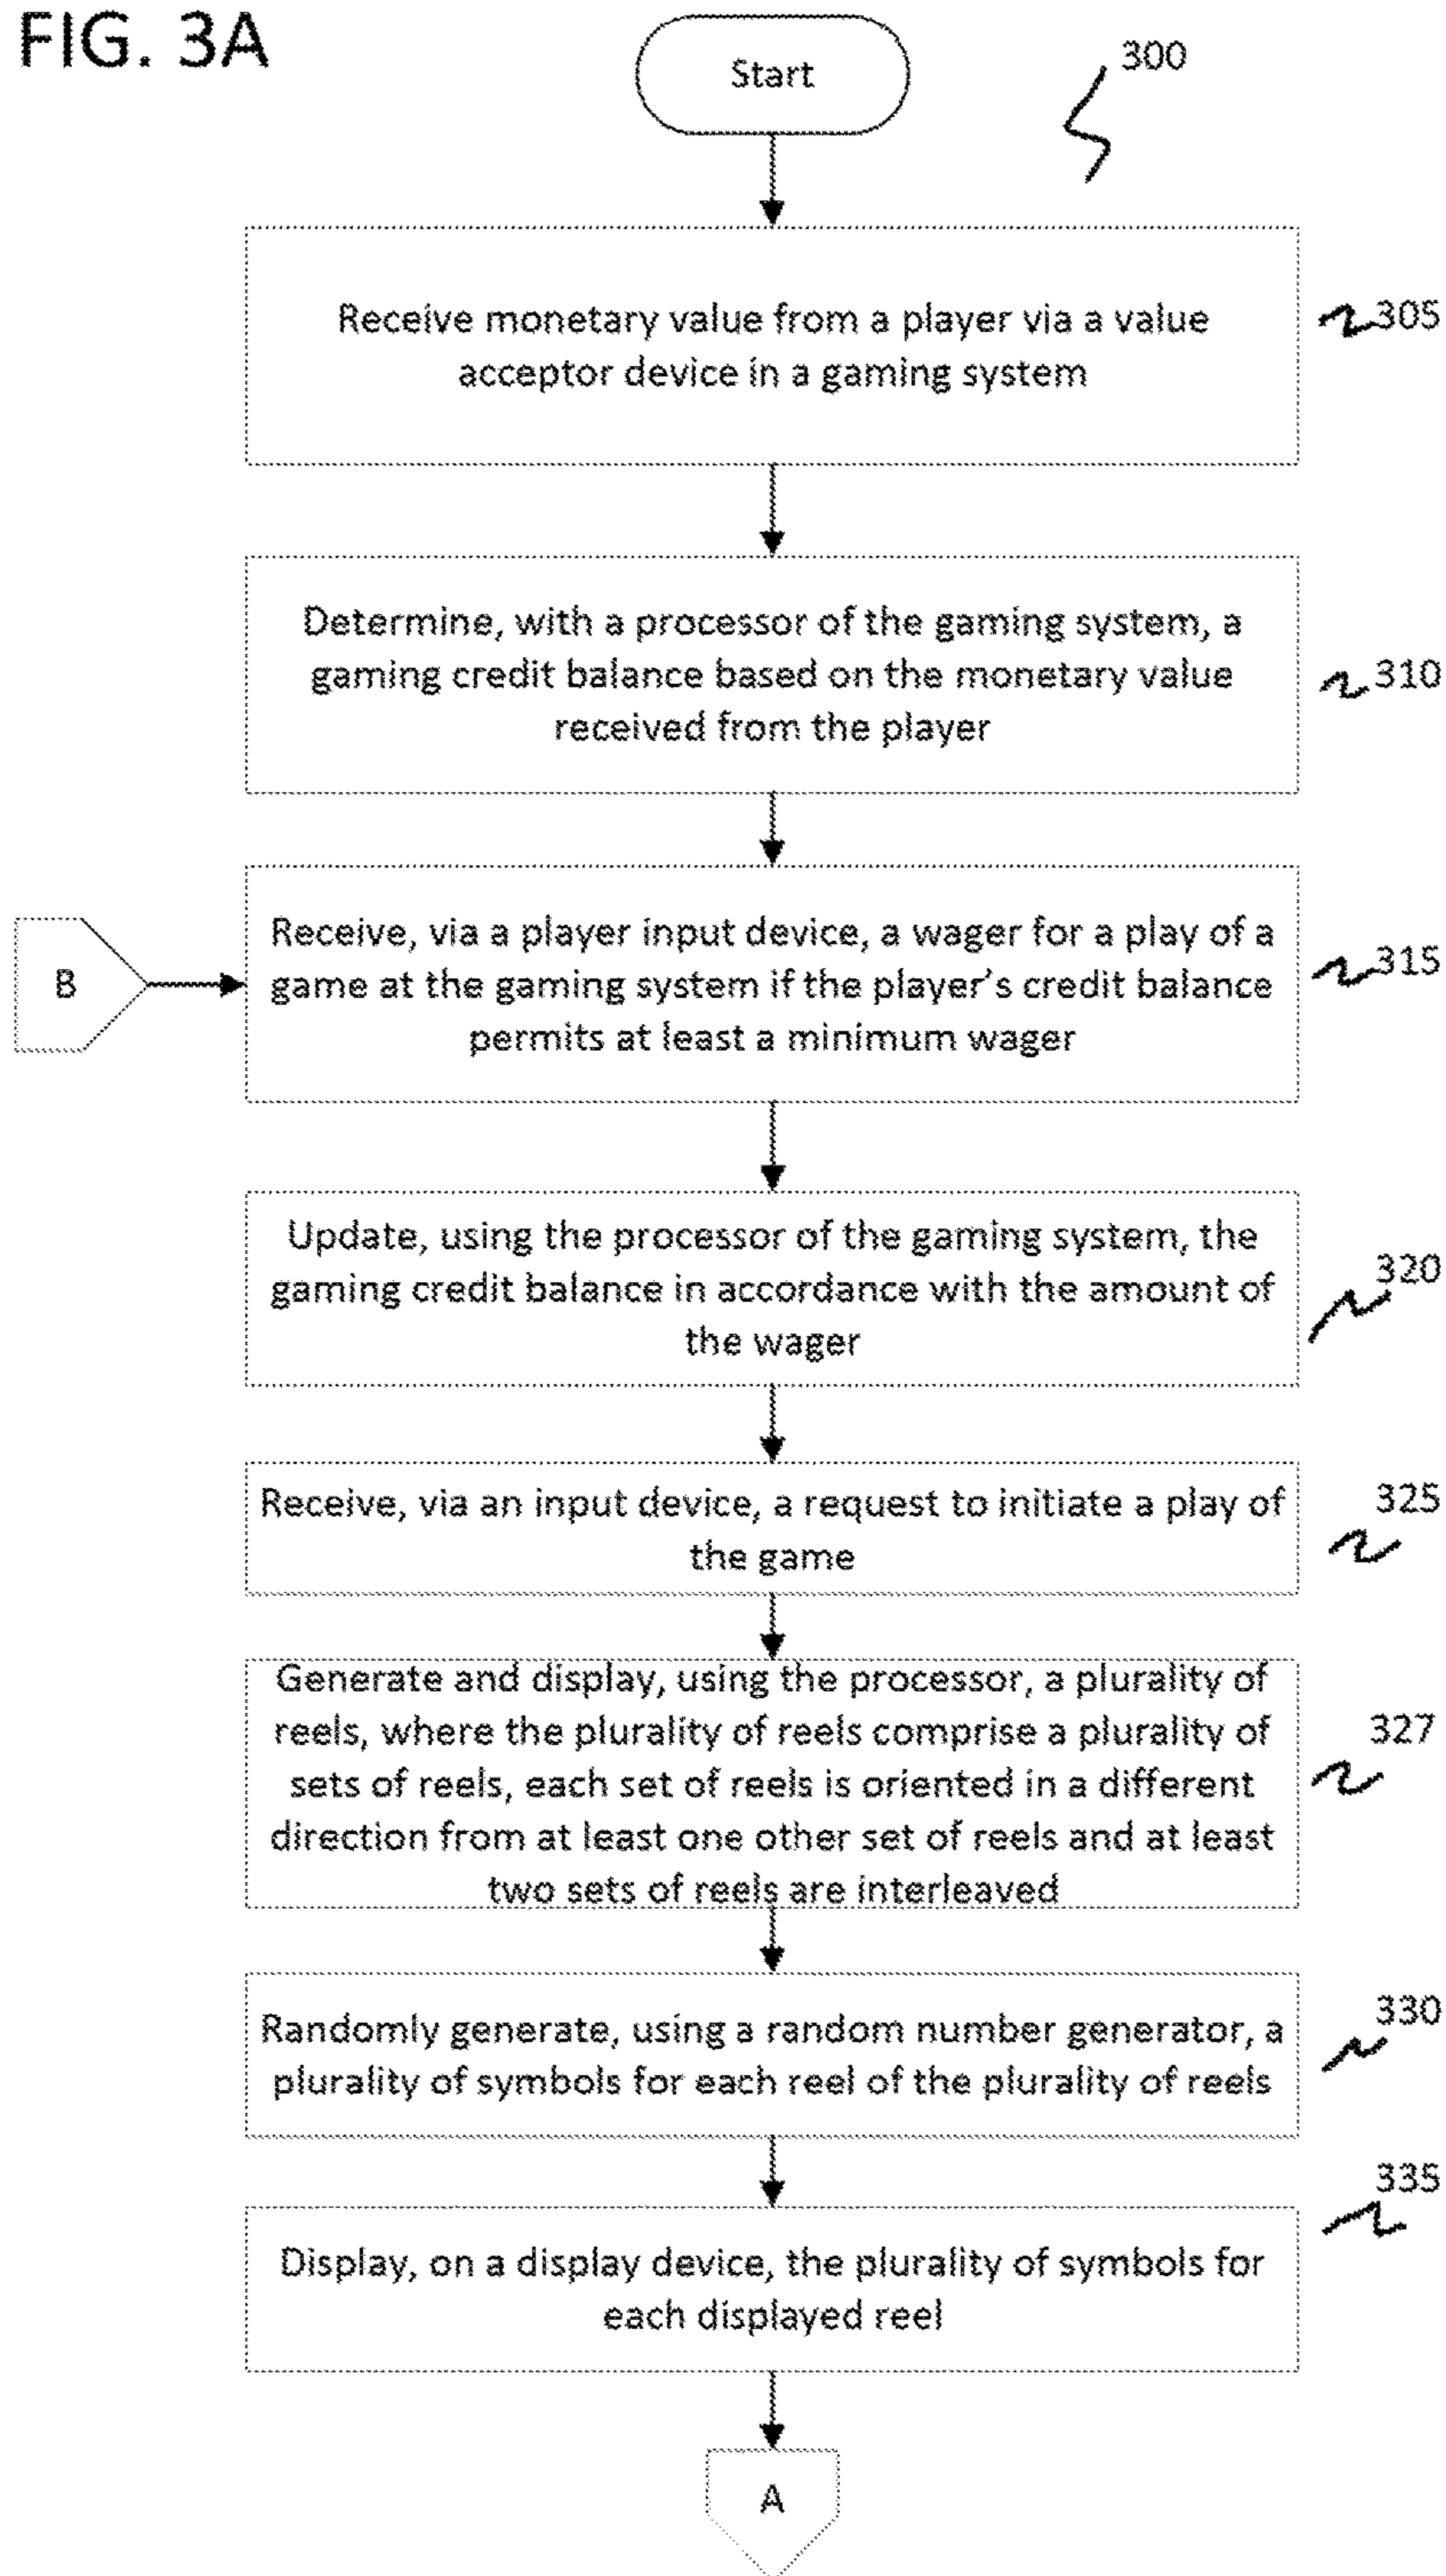 FIG. 3A
Start
300
Receive monetary value from a player via a value
acceptor device in a gaming system
305
Determine, with a processor of the gaming system, a
gaming credit balance based on the monetary value
received from the player
310
B
Receive, via a player input device, a wager for a play of a
game at the gaming system if the player's credit balance
permits at least a minimum wager
315
Update, using the processor of the gaming system, the
gaming credit balance in accordance with the amount of
the wager
320
Receive, via an input device, a request to initiate a play of
the game
325
Generate and display, using the processor, a plurality of
reels, where the plurality of reels comprise a plurality of
sets of reels, each set of reels is oriented in a different
direction from at least one other set of reels and at least
two sets of reels are interleaved
327
Randomly generate, using a random number generator, a
plurality of symbols for each reel of the plurality of reels
330
Display, on a display device, the plurality of symbols for
each displayed reel
335
A